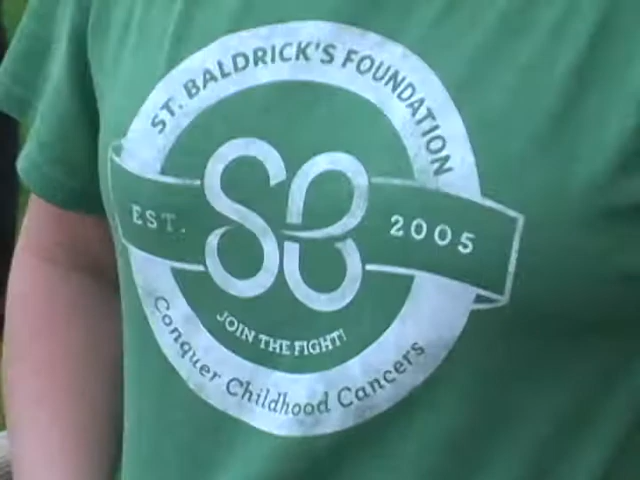 ST. BALDRICK'S FOUNDATION
EST.
SB
2005
JOIN THE FIGHT!
Conquer Childhood Cancers